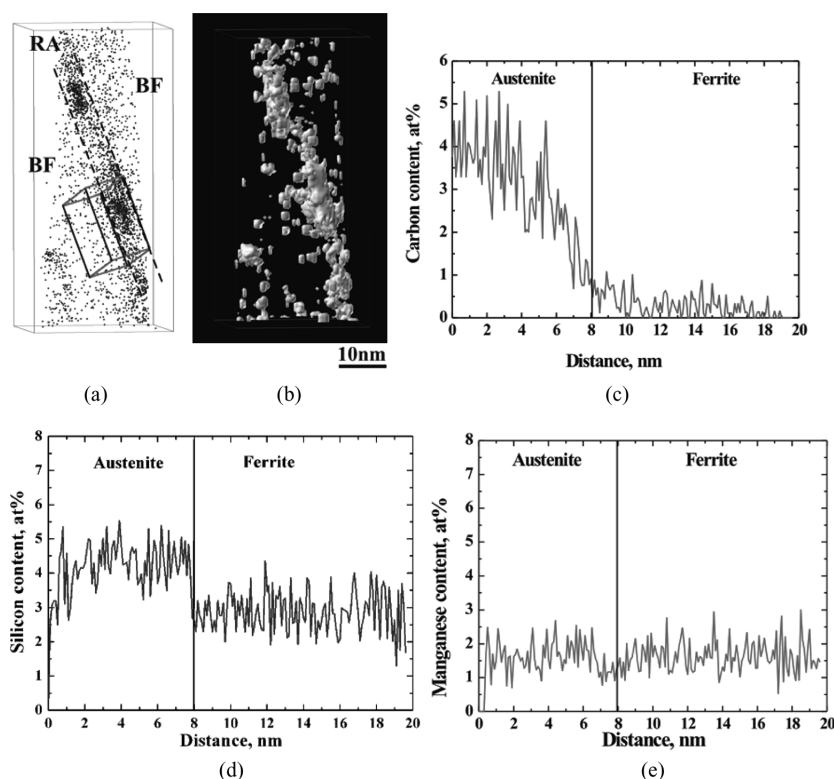 RA
BF
BF
10nm
(a)
(b)
6
5
4
3
2
1
0
Carbon content, at%
Austenite
Ferrite
0 2 4 6 8 10 12 14 16 18 20
Distance, nm
(c)
8
7
6
5
4
3
2
1
0
Silicon content, at%
Austenite
Ferrite
0 2 4 6 8 10 12 14 16 18 20
Distance, nm
(d)
8
7
6
5
4
3
2
1
0
Manganese content, at%
Austenite
Ferrite
0 2 4 6 8 10 12 14 16 18 20
Distance, nm
(e)